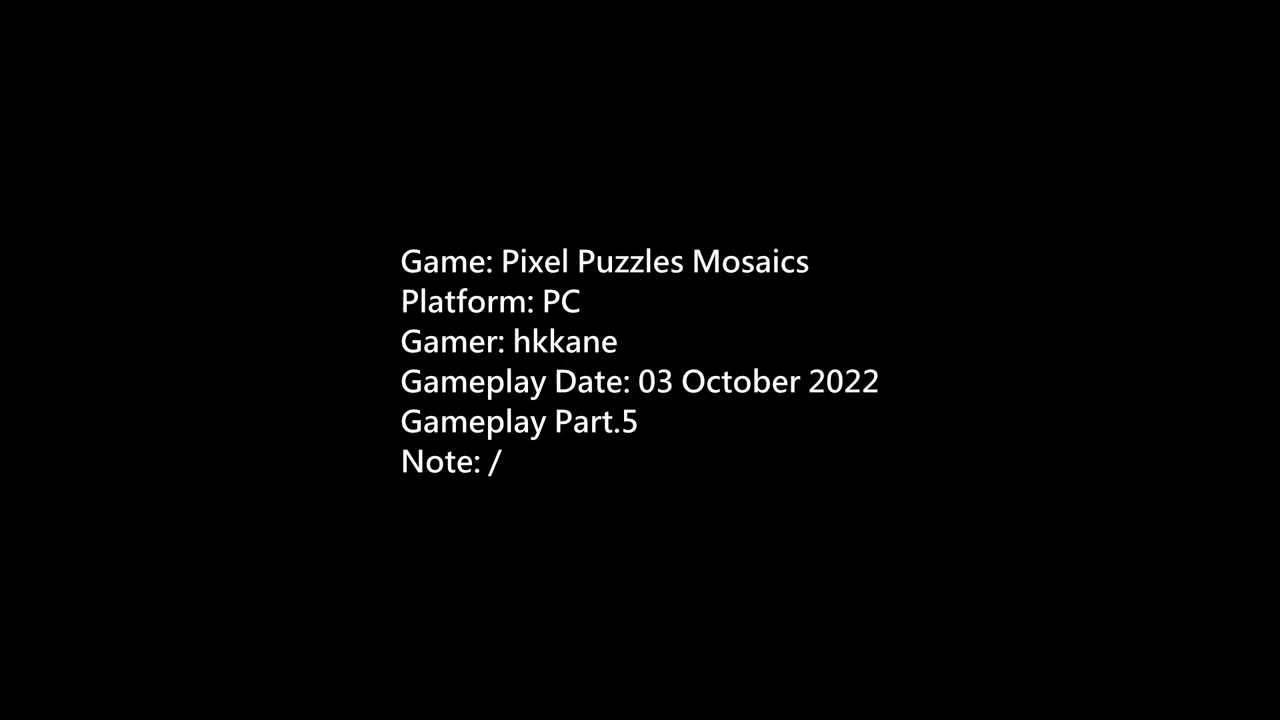 Game: Pixel Puzzles Mosaics
Platform: PC
Gamer: hkkane
Gameplay Date: 03 October 2022
Gameplay Part.5
Note: /